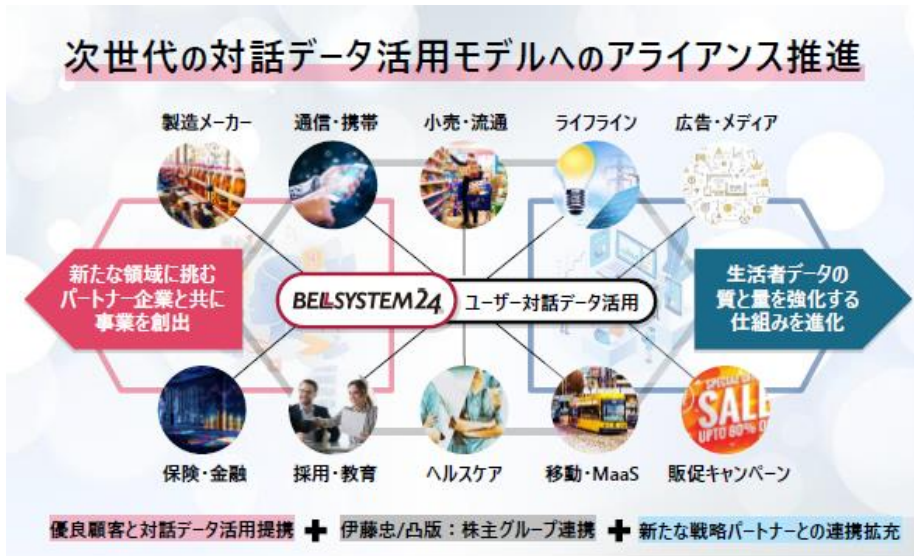 次世代の対話データ活用モデルへのアライアンス推進
製造メーカー
通信・携帯
小売・流通
ライフライン
広告・メディア
新たな領域に挑む
パートナー企業と共に
事業を創出
BELLSYSTEM24
ユーザー対話データ活用
生活者データの
質と量を強化する
仕組みを進化
SPECIAL
SALE
UPTO 80% O
保険・金融
採用・教育
ヘルスケア
移動・MaaS
販促キャンペーン
優良顧客と対話データ活用提携 + 伊藤忠/凸版：株主グループ連携 + 新たな戦略パートナーとの連携拡充